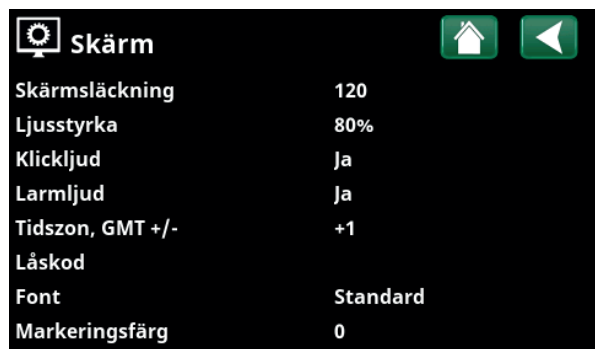 Skärm
Skärmsläckning 120
Ljusstyrka 80%
Klickljud Ja
Larmljud Ja
Tidszon, GMT +/- +1
Låskod
Font Standard
Markeringsfärg 0